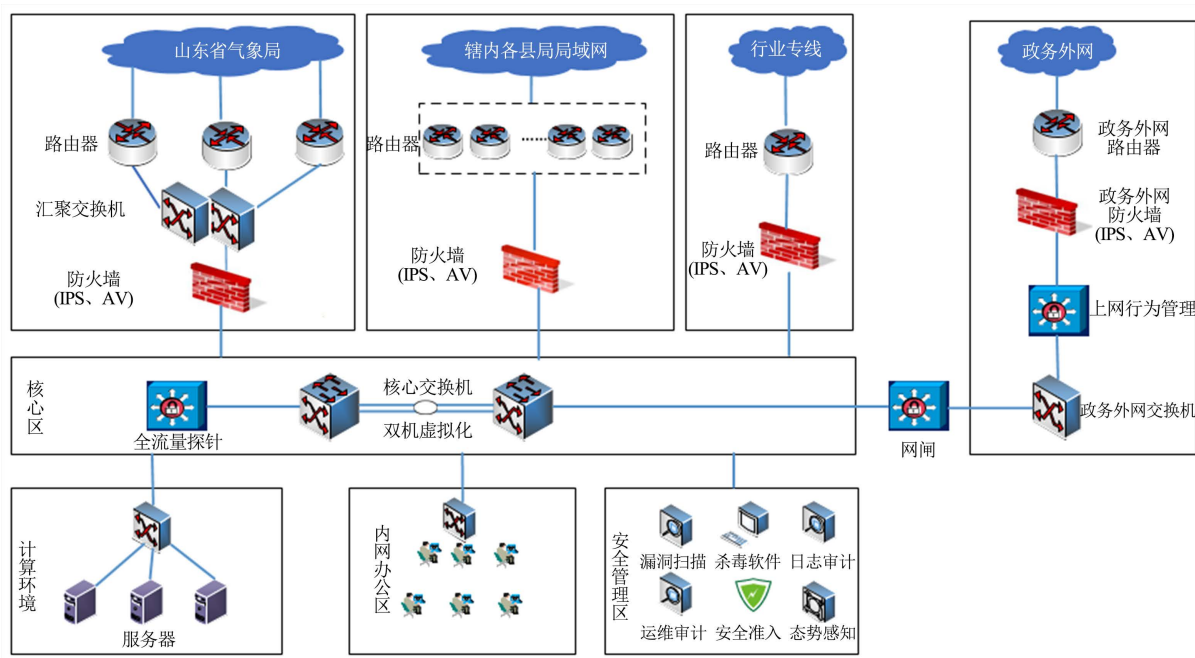 山东省气象局
路由器
汇聚交换机
防火墙
(IPS、AV)
辖内各县局局域网
路由器
······
防火墙
(IPS、AV)
行业专线
路由器
防火墙
(IPS、AV)
政务外网
政务外网
路由器
政务外网
防火墙
(IPS、AV)
上网行为管理
政务外网交换机
核心区
全流量探针
核心交换机
双机虚拟化
网闸
计算环境
服务器
内网办公区
安全管理区
漏洞扫描
杀毒软件
日志审计
运维审计
安全准入
态势感知